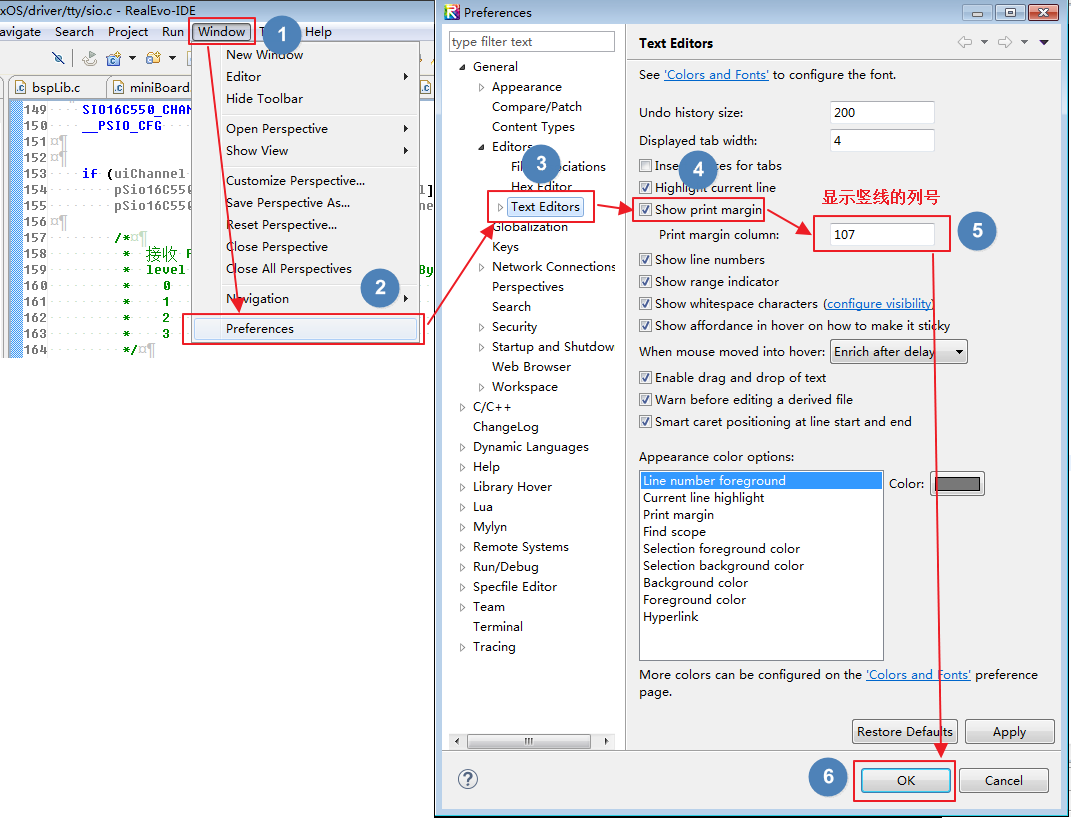 xOS/driver/tty/sio.c - RealEvo-IDE
avigate Search Project Run Window Help
1
bspLib.c miniBoard
149 SIO16C550_CHAN
150 __PSIO_CFG
151
152
153 if (uiChannel
154 pSio16C550
155 pSio16C550
156
157 /*
158 * 接收
159 * level
160 * 0
161 * 1
162 * 2
163 * 3
164 */
New Window
Editor
Hide Toolbar
Open Perspective
Show View
Customize Perspective...
Save Perspective As...
Reset Perspective...
Close Perspective
Close All Perspectives
Navigation
2
Preferences
Preferences
type filter text
General
Appearance
Compare/Patch
Content Types
Editors
3
Hex Editor
Text Editors
Globalization
Keys
Network Connections
Perspectives
Search
Security
Startup and Shutdow
Web Browser
Workspace
C/C++
ChangeLog
Dynamic Languages
Help
Library Hover
Lua
Mylyn
Remote Systems
Run/Debug
Specfile Editor
Team
Terminal
Tracing
Text Editors
See 'Colors and Fonts' to configure the font.
Undo history size: 200
Displayed tab width: 4
for tabs
4
Highlight current line
Show print margin
显示竖线的列号
Print margin column: 107
5
Show line numbers
Show range indicator
Show whitespace characters (configure visibility)
Show affordance in hover on how to make it sticky
When mouse moved into hover: Enrich after delay
Enable drag and drop of text
Warn before editing a derived file
Smart caret positioning at line start and end
Appearance color options:
Line number foreground
Current line highlight
Print margin
Find scope
Selection foreground color
Selection background color
Background color
Foreground color
Hyperlink
Color:
More colors can be configured on the 'Colors and Fonts' preference
page.
Restore Defaults Apply
6
OK Cancel